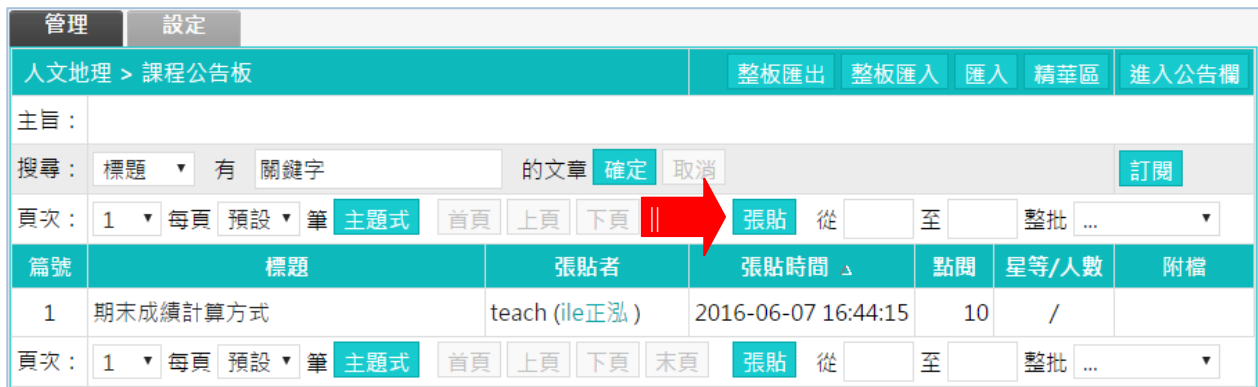 管理 設定
人文地理 > 課程公告板 整板匯出 整板匯入 匯入 精華區 進入公告欄
主旨：
搜尋： 標題 有 關鍵字 的文章 確定 取消 訂閱
頁次： 1 每頁 預設 筆 主題式 首頁 上頁 下頁 張貼 從 至 整批 ...
篇號 標題 張貼者 張貼時間 點閱 星等/人數 附檔
1 期末成績計算方式 teach (ile正泓) 2016-06-07 16:44:15 10 /
頁次： 1 每頁 預設 筆 主題式 首頁 上頁 下頁 末頁 張貼 從 至 整批 ...